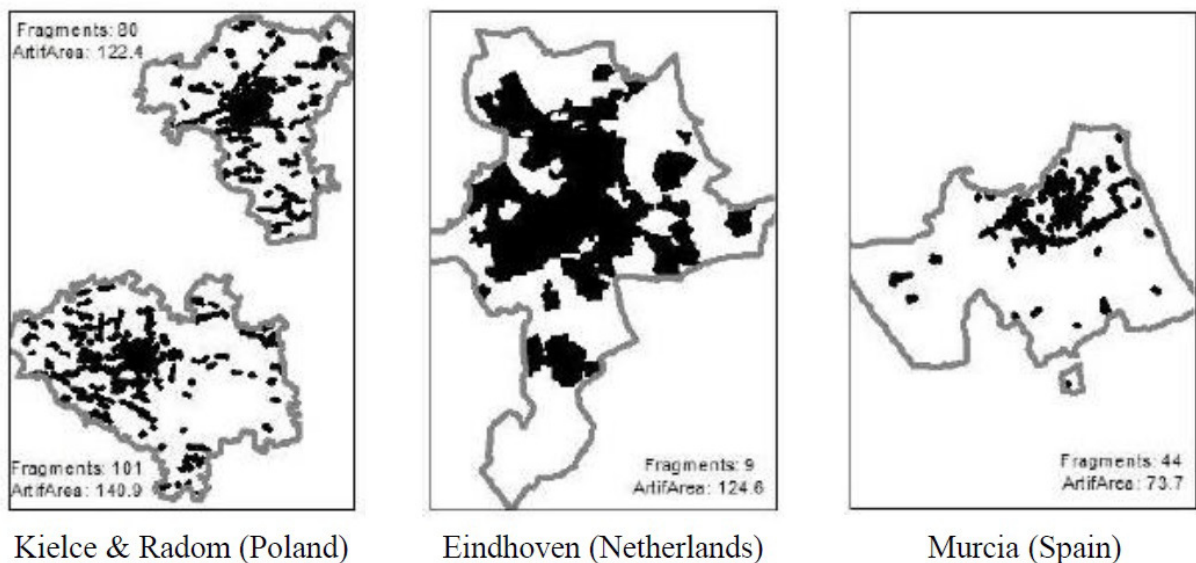 Fragments: 80
ArtifArea: 122.4
Fragments: 101
ArtifArea: 140.9
Fragments: 9
ArtifArea: 124.6
Fragments: 44
ArtifArea: 73.7
Kielce & Radom (Poland)
Eindhoven (Netherlands)
Murcia (Spain)